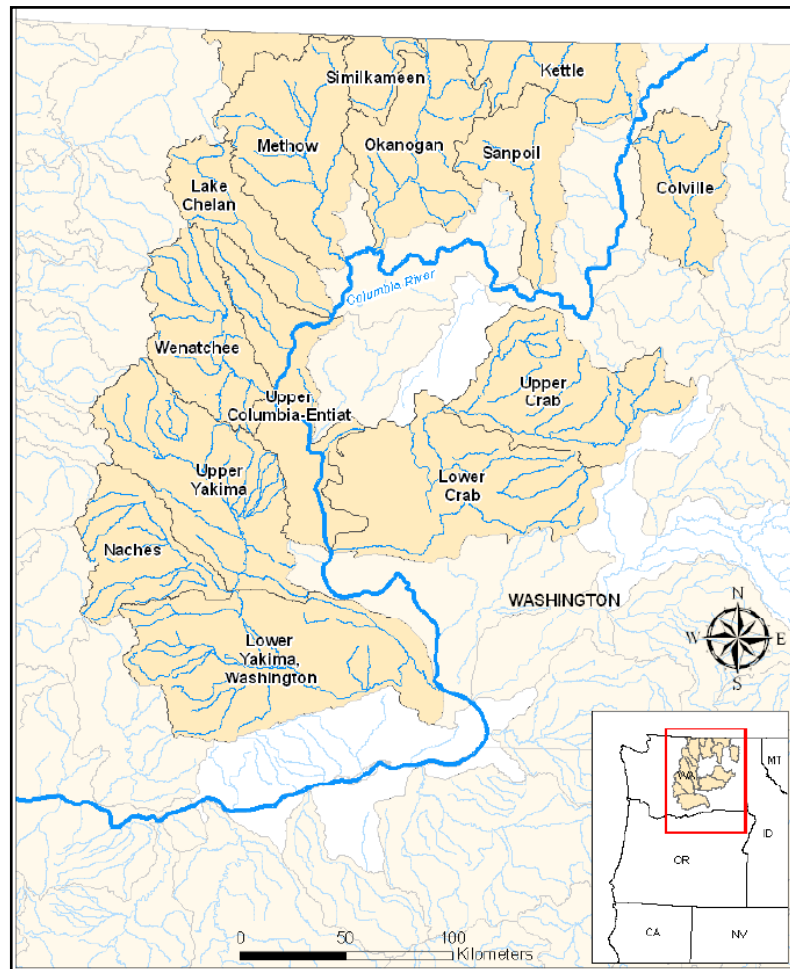 Similkameen
Kettle
Methow
Okanogan
Sanpoil
Lake
Chelan
Colville
Columbia River
Wenatchee
Upper
Crab
Upper
Columbia-Entiat
Upper
Yakima
Lower
Crab
Naches
WASHINGTON
N
W
E
S
Lower
Yakima,
Washington
WA
MT
ID
OR
CA
NV
0
50
100
Kilometers